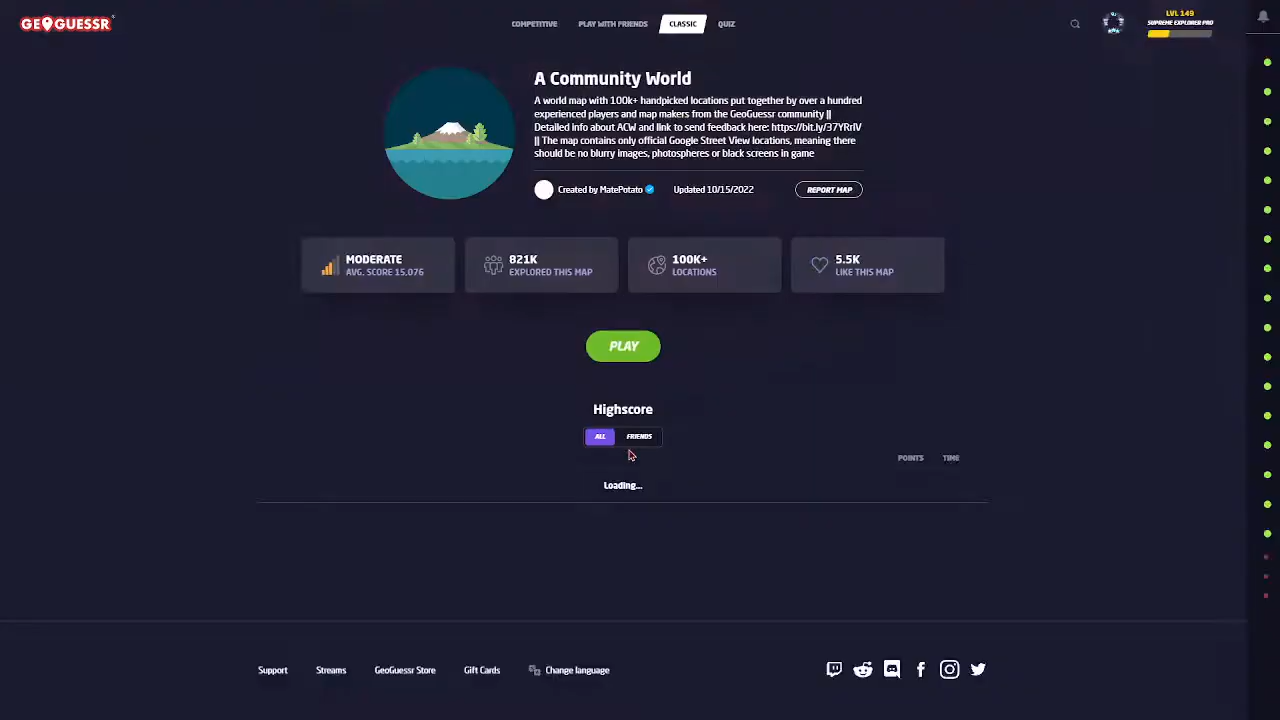 GEOGUESSR
COMPETITIVE PLAY WITH FRIENDS CLASSIC QUIZ
LVL 149
SUPREME EXPLORER PRO
A Community World
A world map with 100k+ handpicked locations put together by over a hundred
experienced players and map makers from the GeoGuessr community ||
Detailed info about ACW and link to send feedback here: https://bit.ly/37YRrIV
|| The map contains only official Google Street View locations, meaning there
should be no blurry images, photospheres or black screens in game
Created by MatePotato Updated 10/15/2022 REPORT MAP
MODERATE
AVG. SCORE 15,076
821K
EXPLORED THIS MAP
100K+
LOCATIONS
5.5K
LIKE THIS MAP
PLAY
Highscore
ALL FRIENDS
POINTS TIME
Loading...
Support Streams GeoGuessr Store Gift Cards Change language